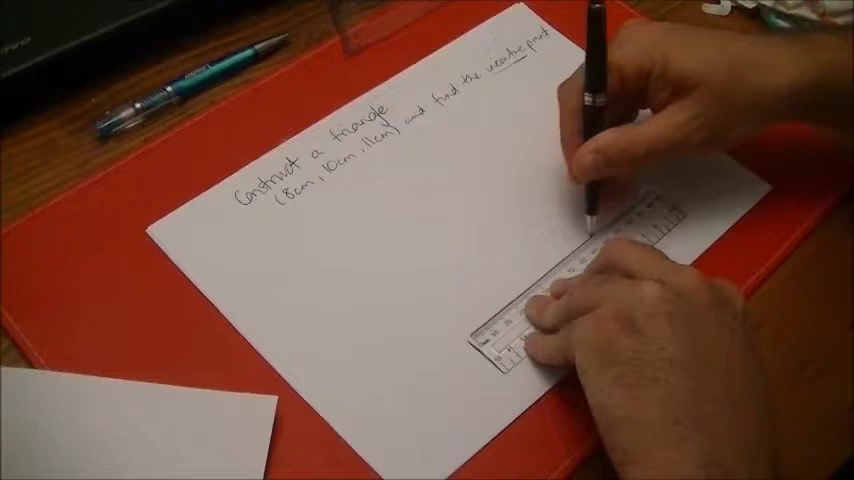 Construct a triangle
(8cm, 10cm, 11cm) and find the incentre point